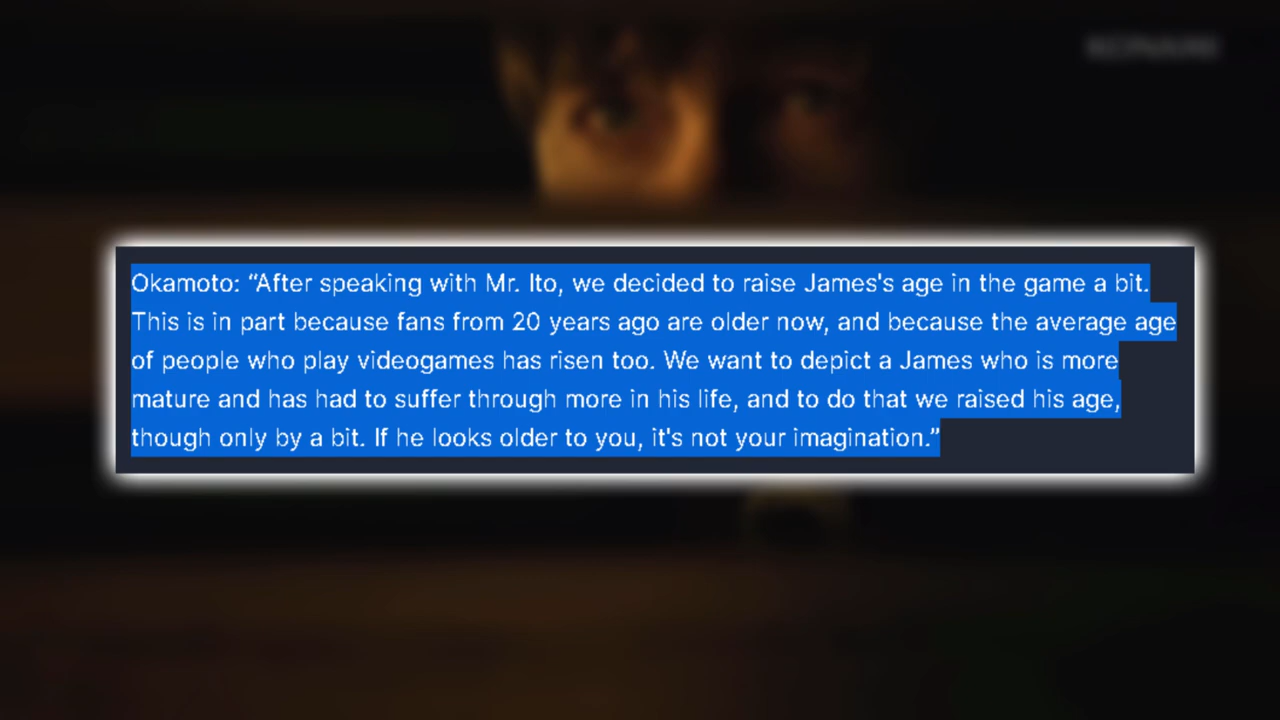 KONAMI
Okamoto: “After speaking with Mr. Ito, we decided to raise James's age in the game a bit.
This is in part because fans from 20 years ago are older now, and because the average age
of people who play videogames has risen too. We want to depict a James who is more
mature and has had to suffer through more in his life, and to do that we raised his age,
though only by a bit. If he looks older to you, it's not your imagination.”